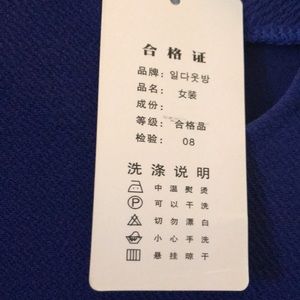 合格证
品牌: 일다옷방
品名: 女装
成份:
等级: 合格品
检验: 08
洗涤说明
中温熨烫
P 可以干洗
切勿漂白
小心手洗
悬挂晾干